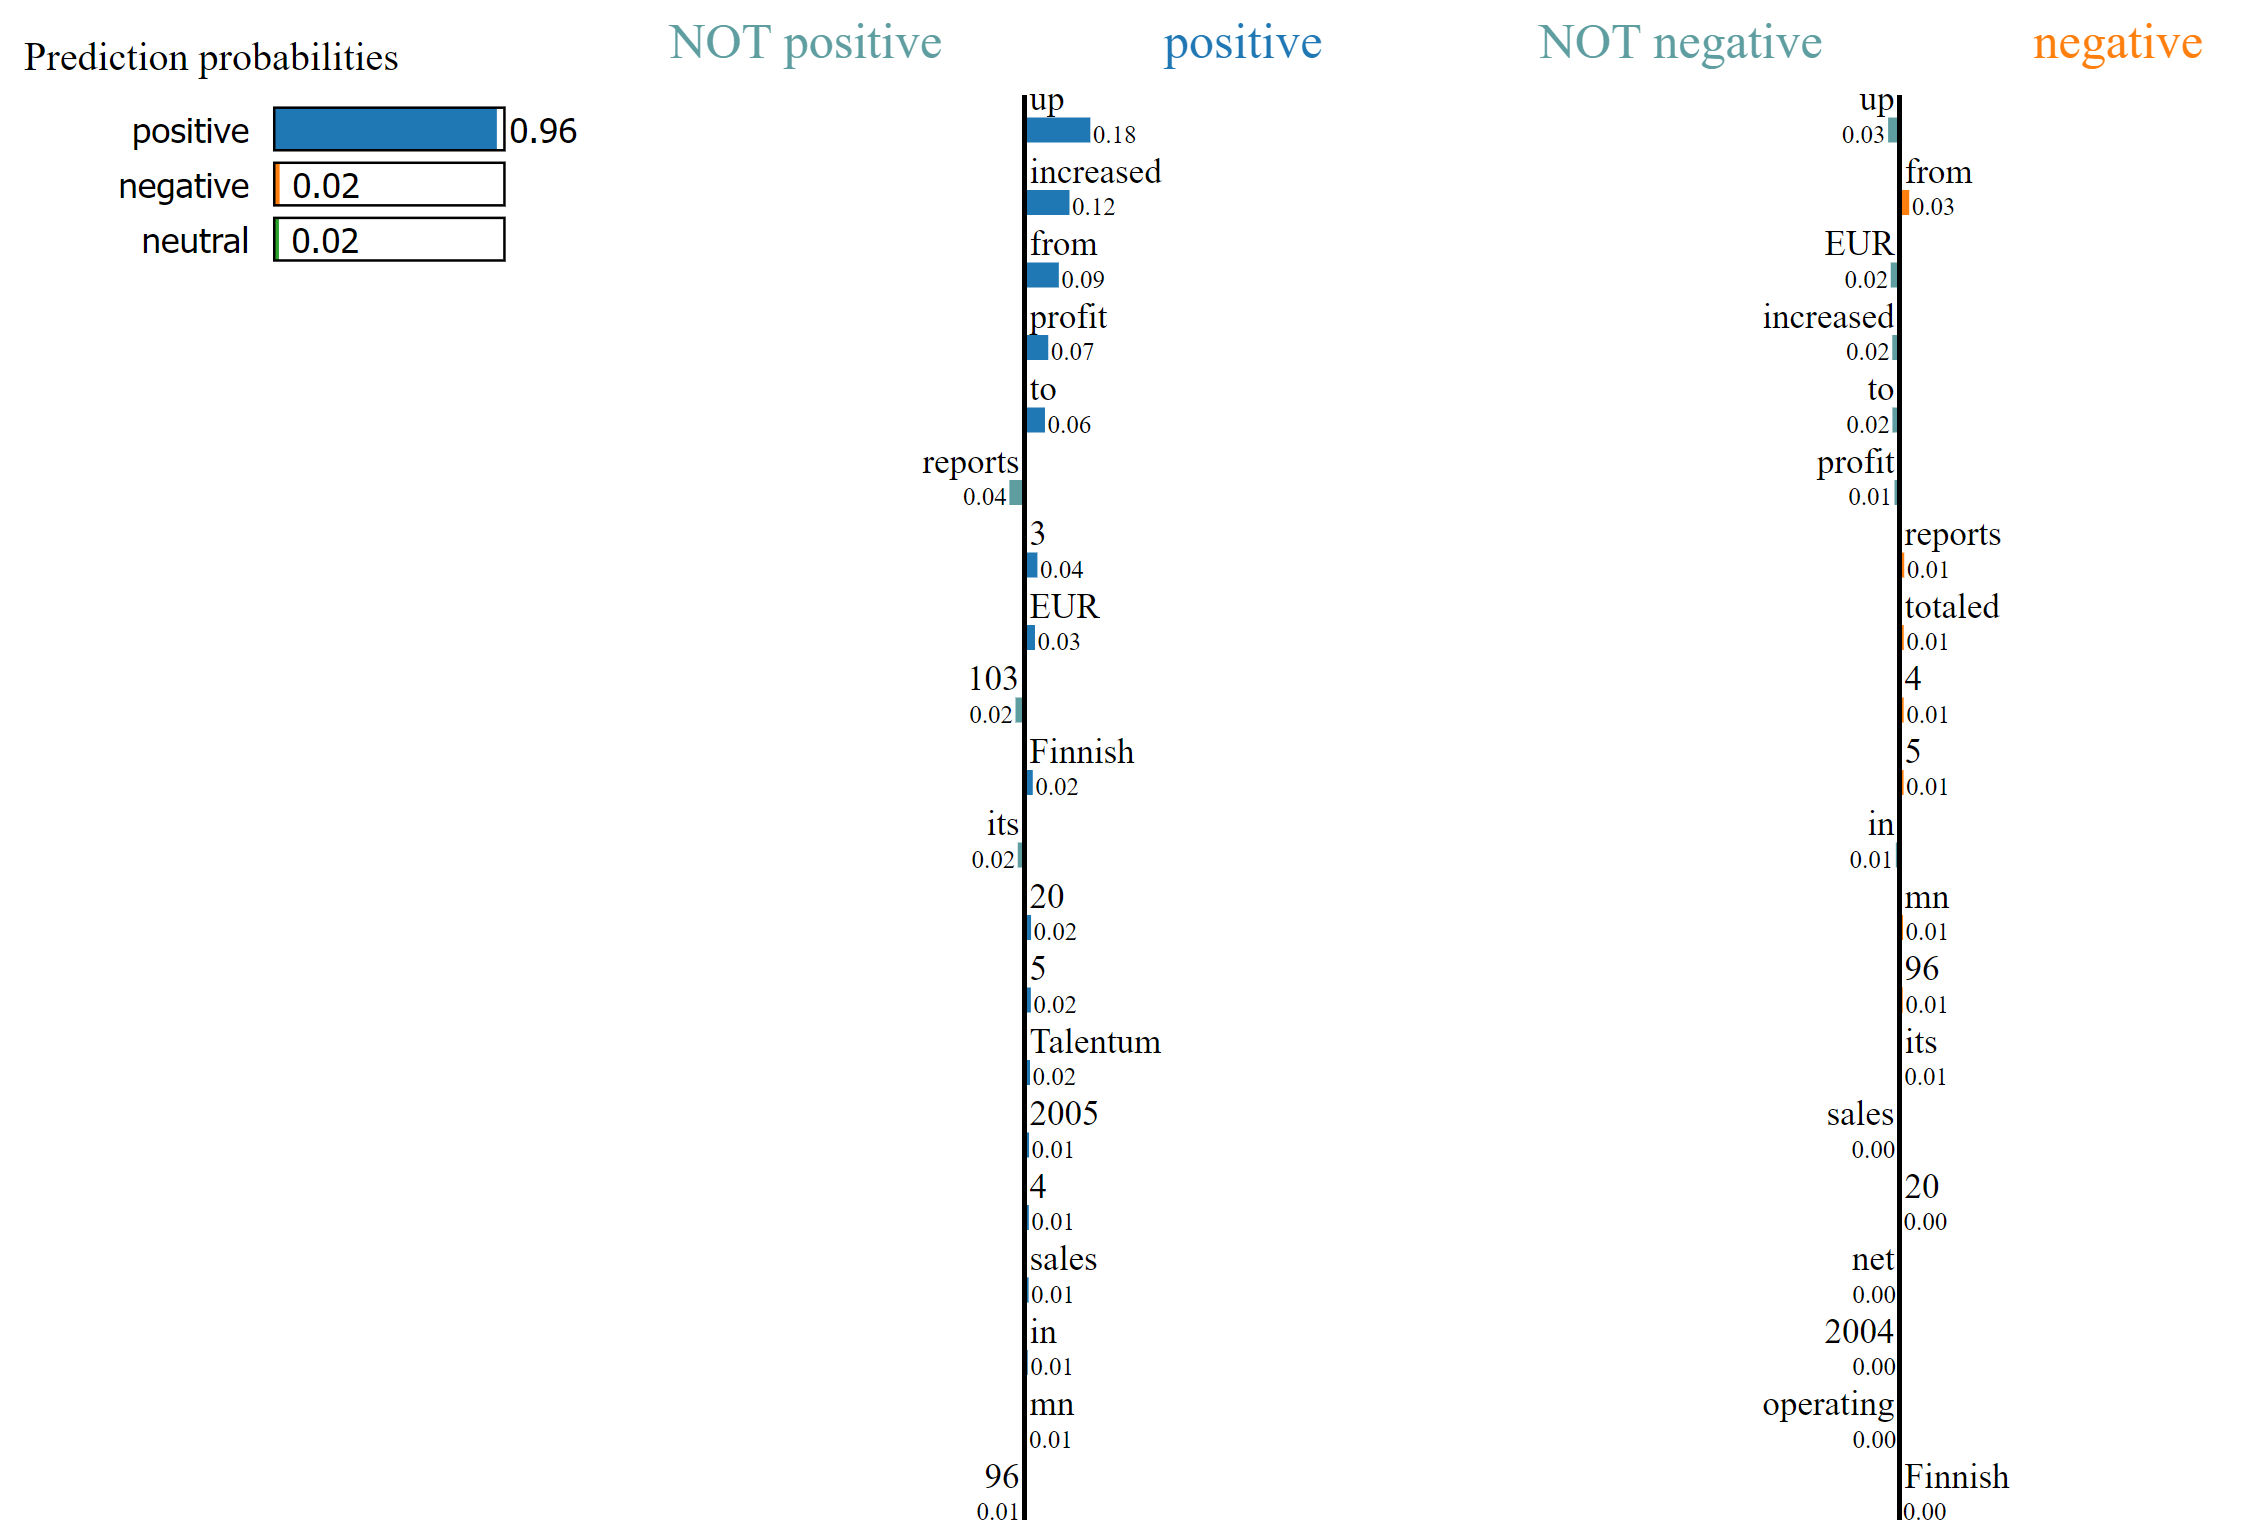 Prediction probabilities
positive 0.96
negative 0.02
neutral 0.02
NOT positive positive
up
0.18
increased
0.12
from
0.09
profit
0.07
to
0.06
reports
0.04
3
0.04
EUR
0.03
103
0.02
Finnish
0.02
its
0.02
20
0.02
5
0.02
Talentum
0.02
2005
0.01
4
0.01
sales
0.01
in
0.01
mn
0.01
96
0.01
NOT negative negative
up
0.03
from
0.03
EUR
0.02
increased
0.02
to
0.02
profit
0.01
reports
0.01
totaled
0.01
4
0.01
5
0.01
in
0.01
mn
0.01
96
0.01
its
0.01
sales
0.00
20
0.00
net
0.00
2004
0.00
operating
0.00
Finnish
0.00